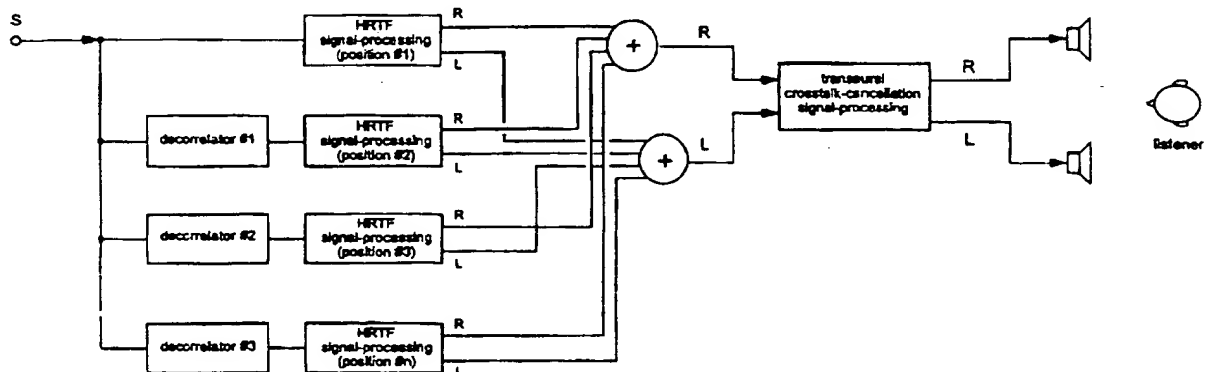 S
HRTF
signal-processing
(position #1)
R
L
+
R
transaural
crosstalk-cancellation
signal-processing
R
L
listener
decorrelator #1
HRTF
signal-processing
(position #2)
R
L
+
L
decorrelator #2
HRTF
signal-processing
(position #3)
R
L
decorrelator #3
HRTF
signal-processing
(position #n)
R
L